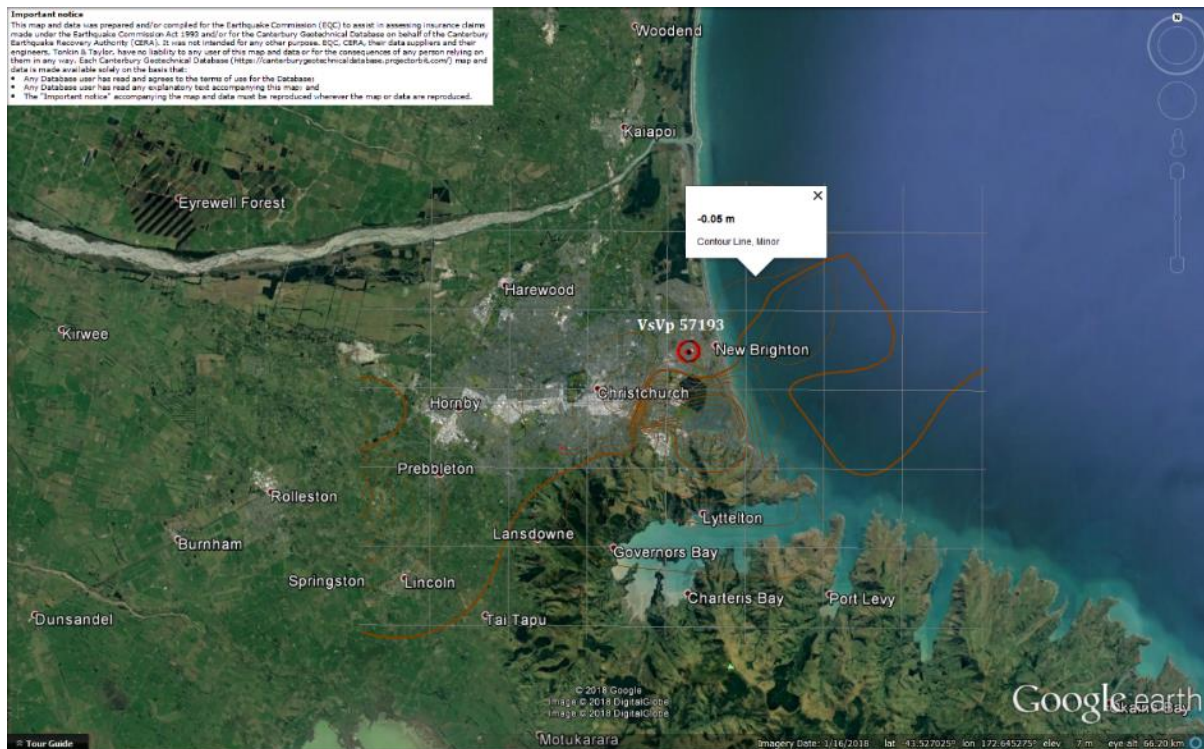 Important notice
This map and data was prepared and/or compiled for the Earthquake Commission (EQC) to assist in assessing insurance claims
made under the Earthquake Commission Act 1993 and/or for the Canterbury Geotechnical Database on behalf of the Canterbury
Earthquake Recovery Authority (CERA). It was not intended for any other purpose. EQC, CERA, their data suppliers and their
engineers, Tonkin & Taylor, have no liability to any user of this map and data or for the consequences of any person relying on
them in any way. Each Canterbury Geotechnical Database (https://canterburygeotechnicaldatabase.projectorbit.com/) map and
data is made available solely on the basis that:
• Any Database user has read and agrees to the terms of use for the Database;
• Any Database user has read any explanatory text accompanying this map; and
• The "Important notice" accompanying the map and data must be reproduced wherever the map or data are reproduced.
Woodend
N
Kaiapoi
Eyrewell Forest
-0.05 m
Contour Line, Minor
Harewood
VsVp 57193
Kirwee
New Brighton
Christchurch
Hornby
Prebbleton
Rolleston
Lyttelton
Lansdowne
Burnham
Governors Bay
Springston
Lincoln
Charteris Bay
Port Levy
Dunsandel
Tai Tapu
© 2018 Google
Image © 2018 DigitalGlobe
Image © 2018 DigitalGlobe
Google earth
Motukarara
Tour Guide
Imagery Date: 1/16/2018 lat -43.527025° lon 172.645275° elev 7 m eye alt 66.20 km